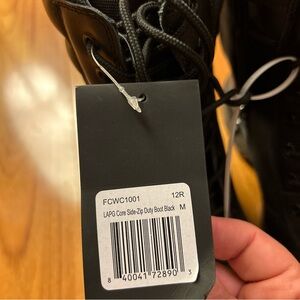 FCWC1001 12R
LAPG Core Side-Zip Duty Boot Black M
8 40041 72890 3